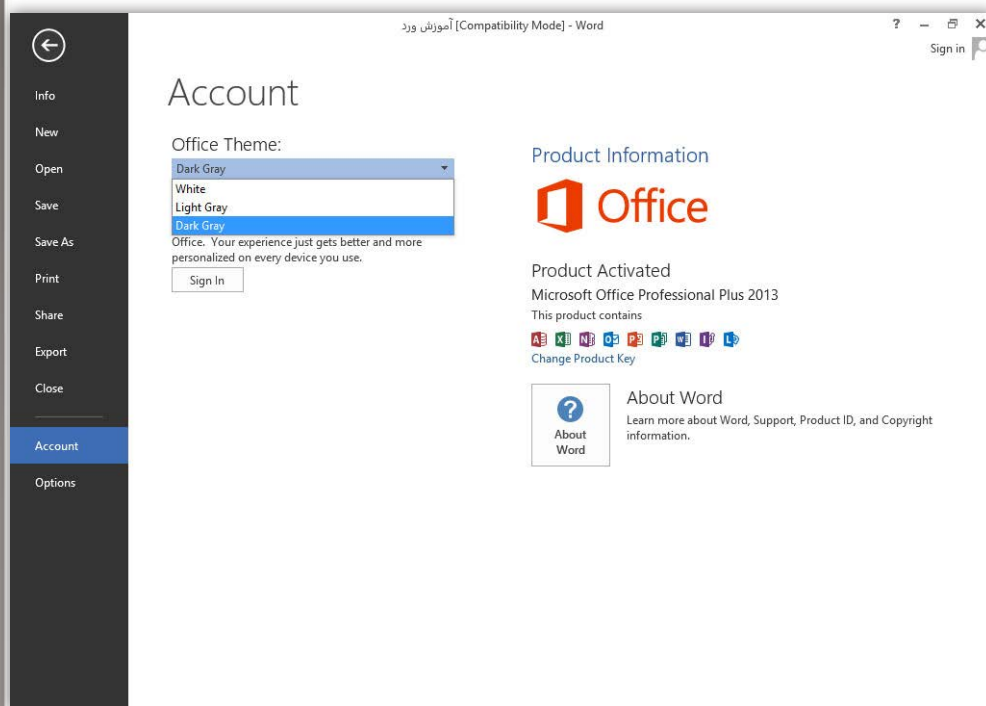 آموزش ورد [Compatibility Mode] - Word
?
Sign in
Info
New
Open
Save
Save As
Print
Share
Export
Close
Account
Options
Account
Office Theme:
Dark Gray
White
Light Gray
Dark Gray
Office. Your experience just gets better and more
personalized on every device you use.
Sign In
Product Information
Office
Product Activated
Microsoft Office Professional Plus 2013
This product contains
Change Product Key
About
Word
About Word
Learn more about Word, Support, Product ID, and Copyright
information.